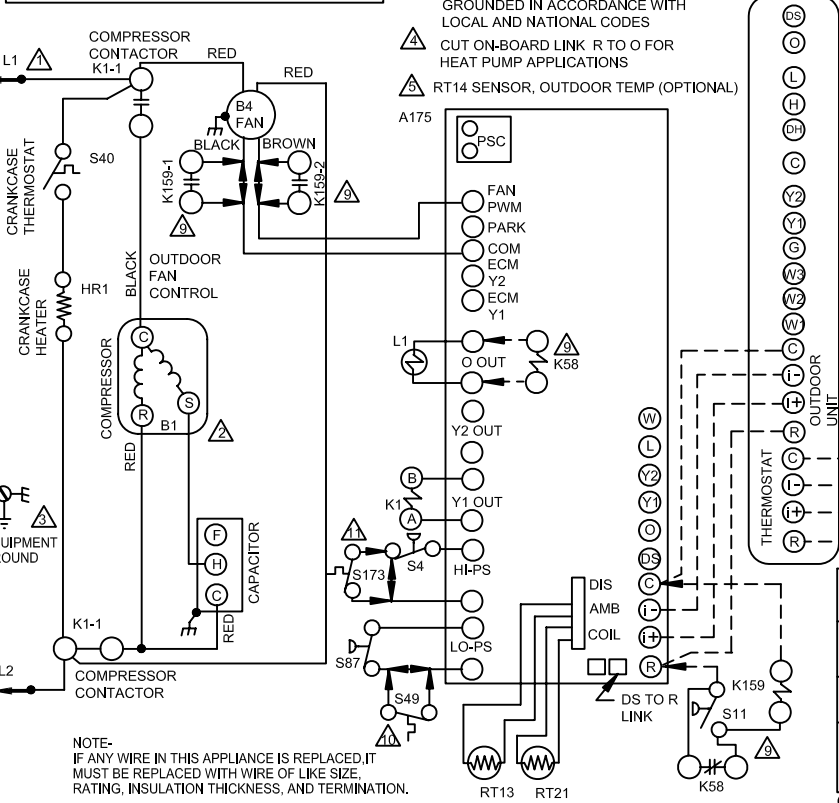 GROUNDED IN ACCORDANCE WITH
LOCAL AND NATIONAL CODES
4 CUT ON-BOARD LINK R TO O FOR
HEAT PUMP APPLICATIONS
5 RT14 SENSOR, OUTDOOR TEMP (OPTIONAL)
L1
1
COMPRESSOR
CONTACTOR
K1-1
RED
RED
B4
FAN
BLACK
BROWN
K159-1
K159-2
9
9
S40
CRANKCASE
THERMOSTAT
HR1
CRANKCASE
HEATER
BLACK
OUTDOOR
FAN
CONTROL
COMPRESSOR
C
R
S
B1
2
RED
3
UIPMENT
OUND
F
H
C
CAPACITOR
RED
K1-1
L2
COMPRESSOR
CONTACTOR
A175
PSC
FAN
PWM
PARK
COM
ECM
Y2
ECM
Y1
L1
O OUT
9
K58
Y2 OUT
B
K1
Y1 OUT
A
11
S173
S4
HI-PS
LO-PS
S87
S49
10
W
L
Y2
Y1
O
DS
C
i-
i+
R
DIS
AMB
COIL
DS TO R
LINK
RT13
RT21
K159
S11
9
K58
DS
O
L
H
DH
C
Y2
Y1
G
W3
W2
W1
C
i-
i+
R
OUTDOOR
UNIT
C
i-
i+
R
THERMOSTAT
NOTE-
IF ANY WIRE IN THIS APPLIANCE IS REPLACED,IT
MUST BE REPLACED WITH WIRE OF LIKE SIZE,
RATING, INSULATION THICKNESS, AND TERMINATION.